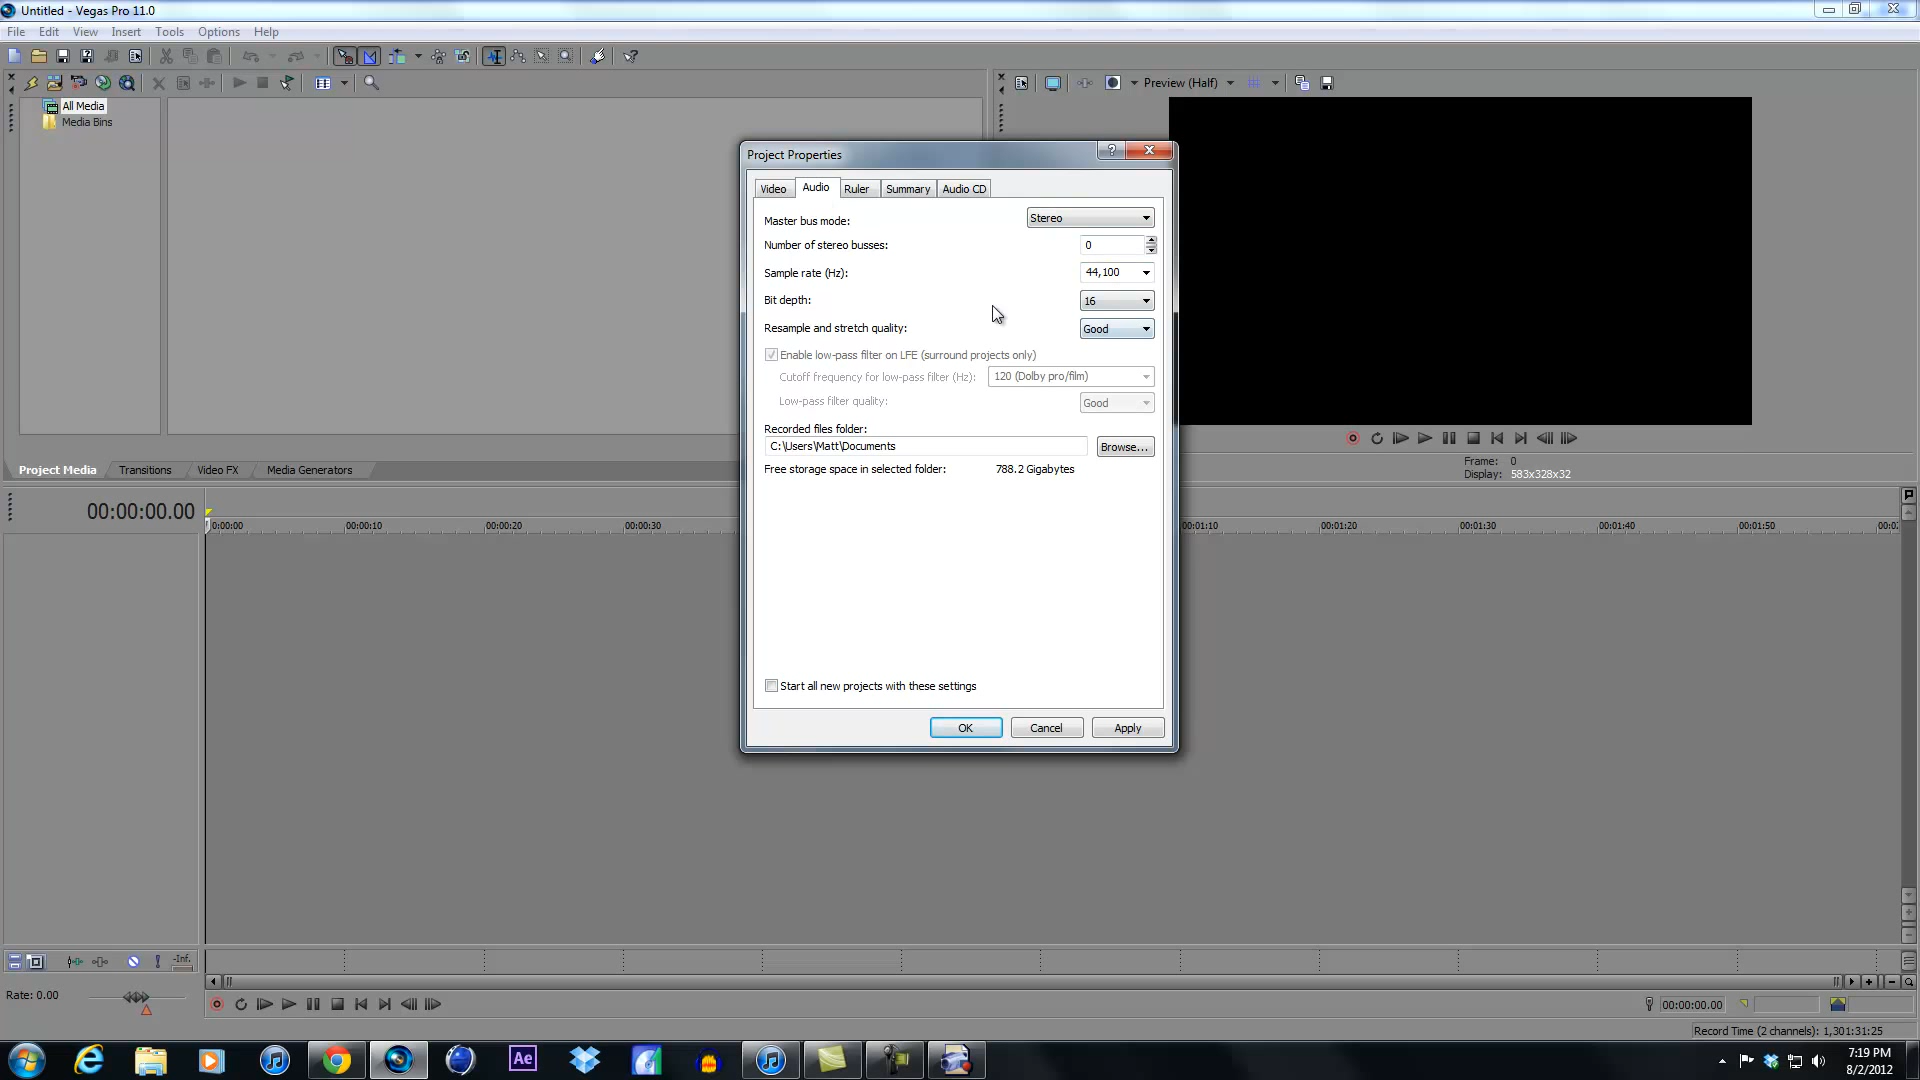 Untitled - Vegas Pro 11.0
File Edit View Insert Tools Options Help
Preview (Half)
All Media
Media Bins
Project Properties
Video Audio Ruler Summary Audio CD
Master bus mode: Stereo
Number of stereo busses: 0
Sample rate (Hz): 44,100
Bit depth: 16
Resample and stretch quality: Good
Enable low-pass filter on LFE (surround projects only)
Cutoff frequency for low-pass filter (Hz): 120 (Dolby pro/film)
Low-pass filter quality: Good
Recorded files folder:
C:\Users\Matt\Documents Browse...
Free storage space in selected folder: 788.2 Gigabytes
Start all new projects with these settings
OK Cancel Apply
Project Media Transitions Video FX Media Generators
Frame: 0
Display: 583x328x32
00:00:00.00
0:00:00 00:00:10 00:00:20 00:00:30 00:01:10 00:01:20 00:01:30 00:01:40 00:01:50
-Inf.
Rate: 0.00
00:00:00.00
Record Time (2 channels): 1,301:31:25
Ae
7:19 PM
8/2/2012